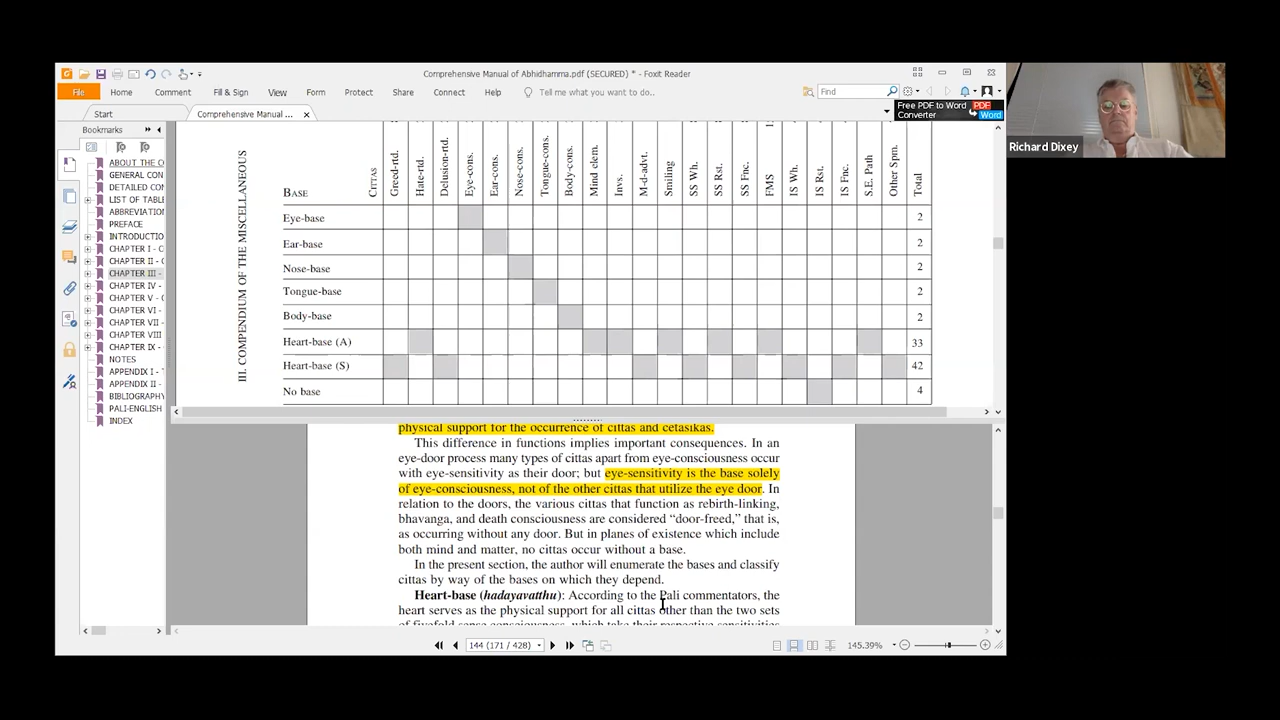 Comprehensive Manual of Abhidhamma.pdf (SECURED) * - Foxit Reader
File Home Comment Fill & Sign View Form Protect Share Connect Help Tell me what you want to do.. Find
Start Comprehensive Manual ... Free PDF to Word Converter PDF Word
Richard Dixey
Bookmarks
ABOUT THE C
GENERAL CON
DETAILED CON
LIST OF TABLE
ABBREVIATION
PREFACE
INTRODUCTIO
CHAPTER I - C
CHAPTER II - C
CHAPTER III -
CHAPTER IV -
CHAPTER V - C
CHAPTER VI -
CHAPTER VII -
CHAPTER VIII
CHAPTER IX -
NOTES
APPENDIX I - T
APPENDIX II -
BIBLIOGRAPHY
PALI-ENGLISH
INDEX
III. COMPENDIUM OF THE MISCELLANEOUS
BASE CITTAS Greed-rtd. Hate-rtd. Delusion-rtd. Eye-cons. Ear-cons. Nose-cons. Tongue-cons. Body-cons. Mind elem. Invs. M-d-advt. Smiling SS Wh. SS Rst. SS Fnc. FMS IS Wh. IS Rst. IS Fnc. S.E. Path Other Spm. Total
Eye-base 2
Ear-base 2
Nose-base 2
Tongue-base 2
Body-base 2
Heart-base (A) 33
Heart-base (S) 42
No base 4
physical support for the occurrence of cittas and cetasikas.
This difference in functions implies important consequences. In an
eye-door process many types of cittas apart from eye-consciousness occur
with eye-sensitivity as their door; but eye-sensitivity is the base solely
of eye-consciousness, not of the other cittas that utilize the eye door. In
relation to the doors, the various cittas that function as rebirth-linking,
bhavanga, and death consciousness are considered “door-freed,” that is,
as occurring without any door. But in planes of existence which include
both mind and matter, no cittas occur without a base.
In the present section, the author will enumerate the bases and classify
cittas by way of the bases on which they depend.
Heart-base (hadayavatthu): According to the Pali commentators, the
heart serves as the physical support for all cittas other than the two sets
of fivefold sense consciousness, which take their respective sensitivities
144 (171 / 428) 145.39%